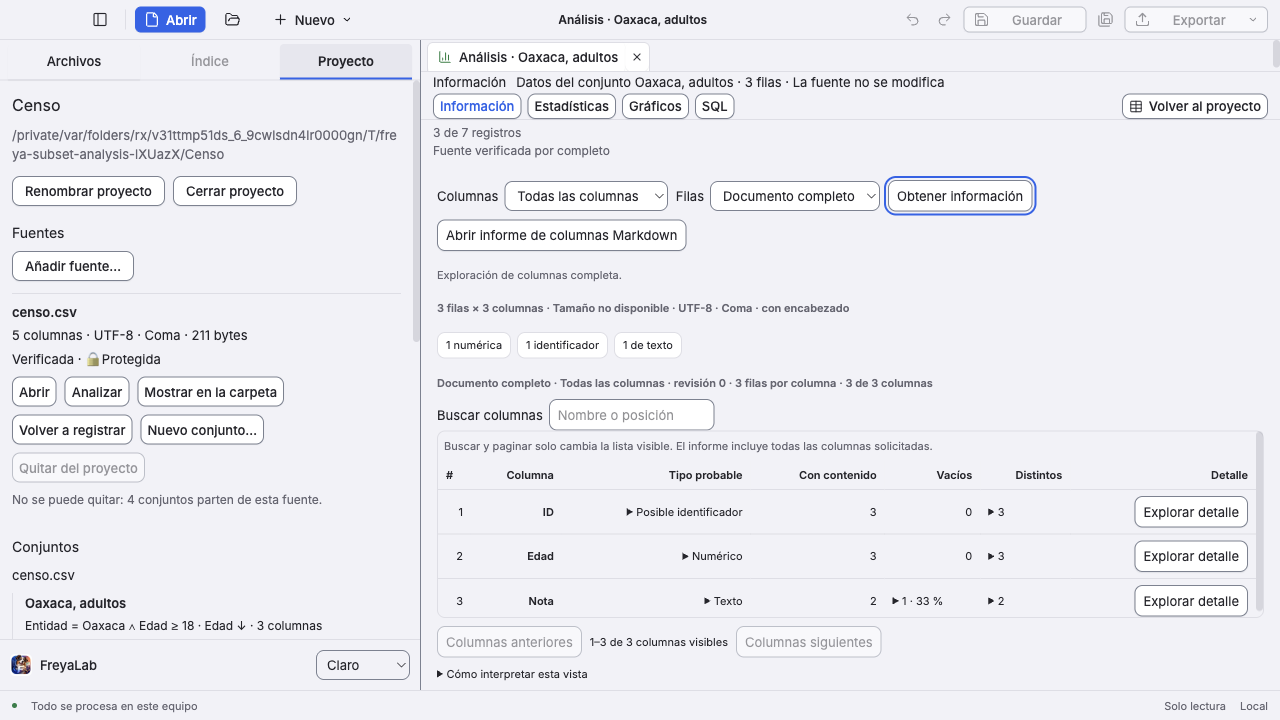 Abrir
Nuevo
Análisis · Oaxaca, adultos
Guardar
Exportar
Archivos
Índice
Proyecto
Censo
/private/var/folders/rx/v31ttmp51ds_6_9cwlsdn4lr0000gn/T/fre
ya-subset-analysis-lXUazX/Censo
Renombrar proyecto
Cerrar proyecto
Fuentes
Añadir fuente...
censo.csv
5 columnas · UTF-8 · Coma · 211 bytes
Verificada · 🔒Protegida
Abrir
Analizar
Mostrar en la carpeta
Volver a registrar
Nuevo conjunto...
Quitar del proyecto
No se puede quitar: 4 conjuntos parten de esta fuente.
Conjuntos
censo.csv
Oaxaca, adultos
Entidad = Oaxaca ∧ Edad ≥ 18 · Edad ↓ · 3 columnas
FreyaLab
Claro
Análisis · Oaxaca, adultos
Información Datos del conjunto Oaxaca, adultos · 3 filas · La fuente no se modifica
Información
Estadísticas
Gráficos
SQL
Volver al proyecto
3 de 7 registros
Fuente verificada por completo
Columnas Todas las columnas Filas Documento completo Obtener información
Abrir informe de columnas Markdown
Exploración de columnas completa.
3 filas × 3 columnas · Tamaño no disponible · UTF-8 · Coma · con encabezado
1 numérica
1 identificador
1 de texto
Documento completo · Todas las columnas · revisión 0 · 3 filas por columna · 3 de 3 columnas
Buscar columnas Nombre o posición
Buscar y paginar solo cambia la lista visible. El informe incluye todas las columnas solicitadas.
# Columna Tipo probable Con contenido Vacíos Distintos Detalle
1 ID ▶ Posible identificador 3 0 ▶ 3 Explorar detalle
2 Edad ▶ Numérico 3 0 ▶ 3 Explorar detalle
3 Nota ▶ Texto 2 ▶ 1 · 33 % ▶ 2 Explorar detalle
Columnas anteriores 1–3 de 3 columnas visibles Columnas siguientes
▶ Cómo interpretar esta vista
Todo se procesa en este equipo
Solo lectura
Local